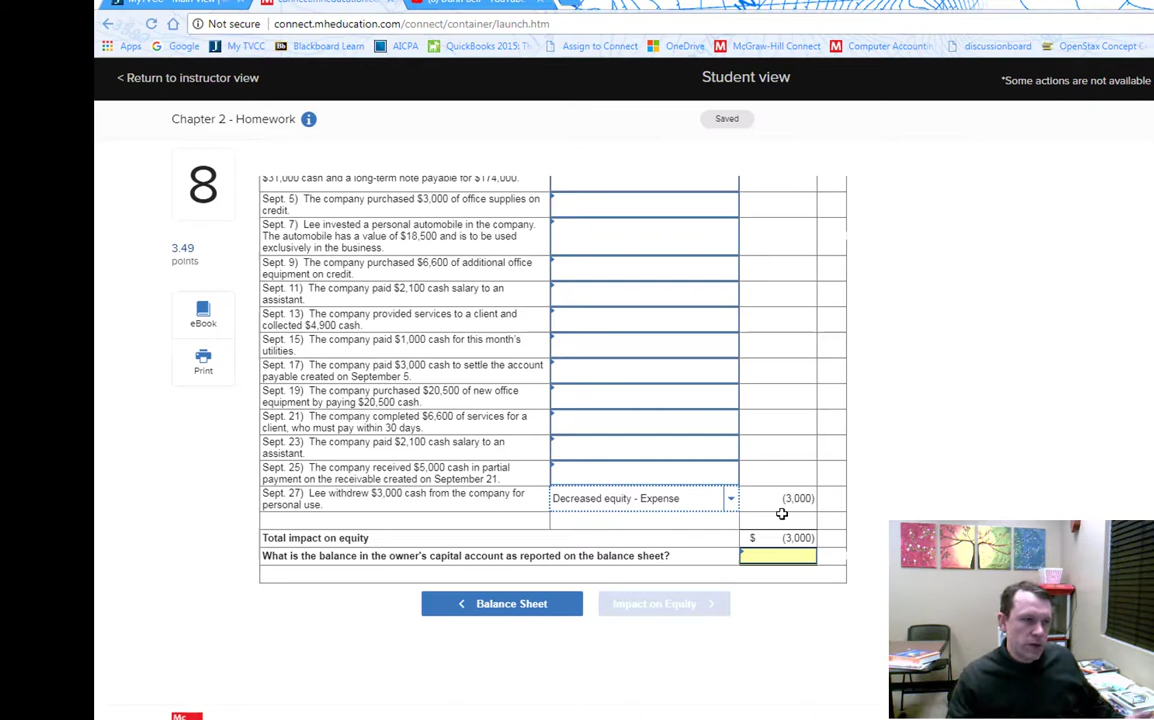 MyTVCC - Main View
connect.mheducation
Dunn Bell - YouTube
Not secure connect.mheducation.com/connect/container/launch.htm
Apps Google My TVCC Blackboard Learn AICPA QuickBooks 2015: Assign to Connect OneDrive McGraw-Hill Connect Computer Accounti discussionboard OpenStax Concept C
< Return to instructor view
Student view
*Some actions are not available
Chapter 2 - Homework
Saved
8
3.49
points
eBook
Print
$31,000 cash and a long-term note payable for $174,000.
Sept. 5) The company purchased $3,000 of office supplies on
credit.
Sept. 7) Lee invested a personal automobile in the company.
The automobile has a value of $18,500 and is to be used
exclusively in the business.
Sept. 9) The company purchased $6,600 of additional office
equipment on credit.
Sept. 11) The company paid $2,100 cash salary to an
assistant.
Sept. 13) The company provided services to a client and
collected $4,900 cash.
Sept. 15) The company paid $1,000 cash for this month's
utilities.
Sept. 17) The company paid $3,000 cash to settle the account
payable created on September 5.
Sept. 19) The company purchased $20,500 of new office
equipment by paying $20,500 cash.
Sept. 21) The company completed $6,600 of services for a
client, who must pay within 30 days.
Sept. 23) The company paid $2,100 cash salary to an
assistant.
Sept. 25) The company received $5,000 cash in partial
payment on the receivable created on September 21.
Sept. 27) Lee withdrew $3,000 cash from the company for
personal use.
Decreased equity - Expense
(3,000)
Total impact on equity
$ (3,000)
What is the balance in the owner's capital account as reported on the balance sheet?
Balance Sheet
Impact on Equity
Mc